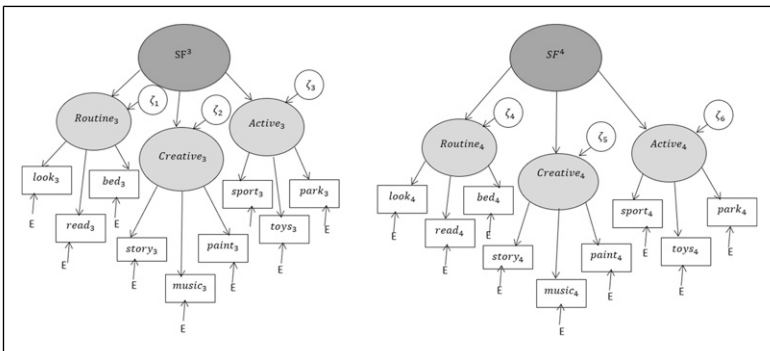 SF³
ζ₁
ζ₂
ζ₃
Routine₃
Creative₃
Active₃
look₃
read₃
bed₃
story₃
music₃
paint₃
sport₃
toys₃
park₃
E
E
E
E
E
E
E
E
E
SF⁴
ζ₄
ζ₅
ζ₆
Routine₄
Creative₄
Active₄
look₄
read₄
bed₄
story₄
music₄
paint₄
sport₄
toys₄
park₄
E
E
E
E
E
E
E
E
E